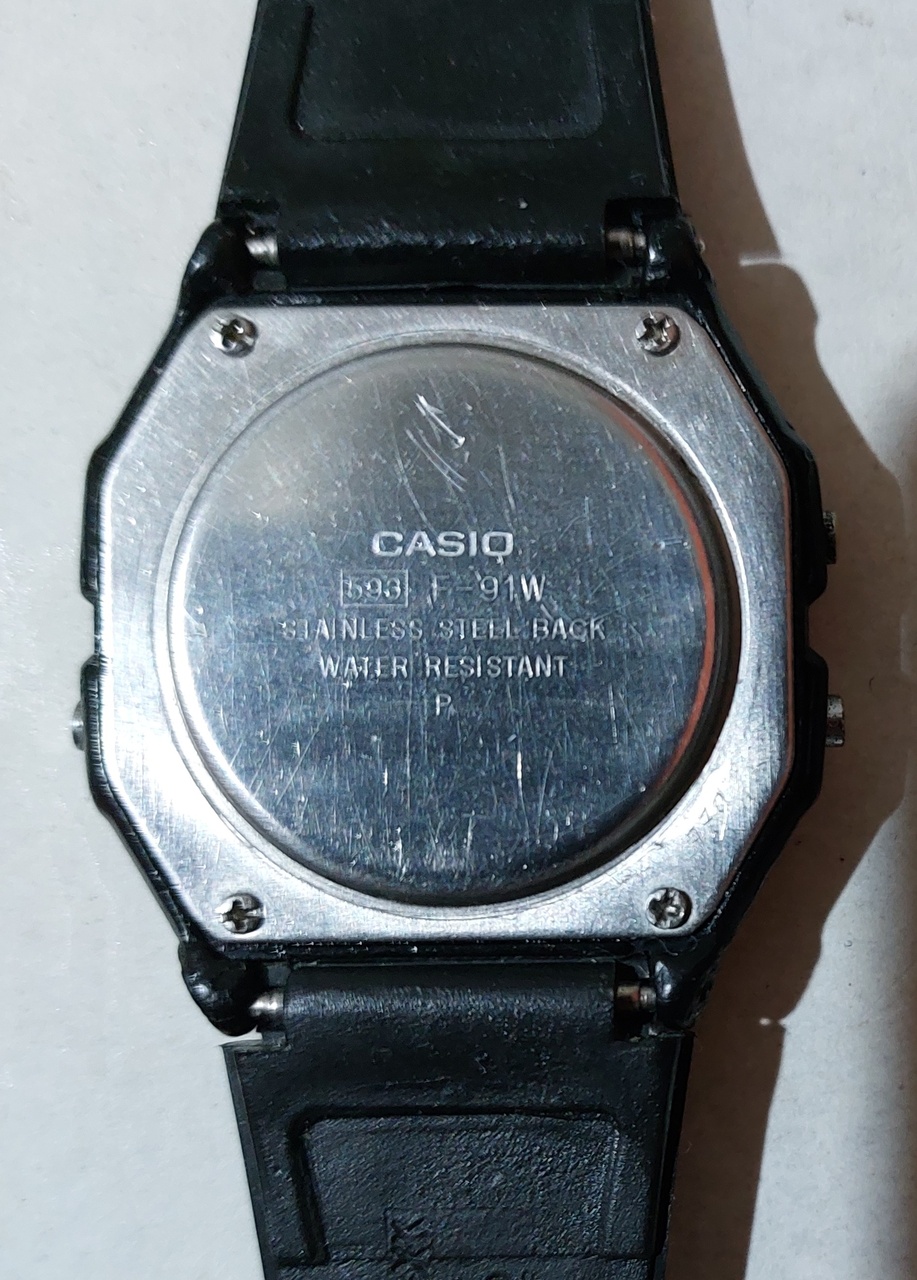 CASIO
593 F-91W
STAINLESS STEEL BACK
WATER RESISTANT
P